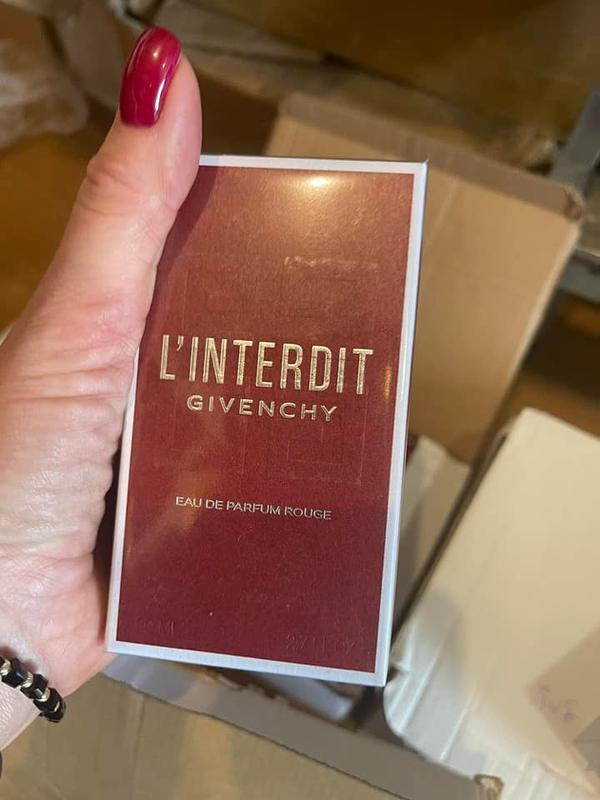 L'INTERDIT
GIVENCHY
EAU DE PARFUM ROUGE